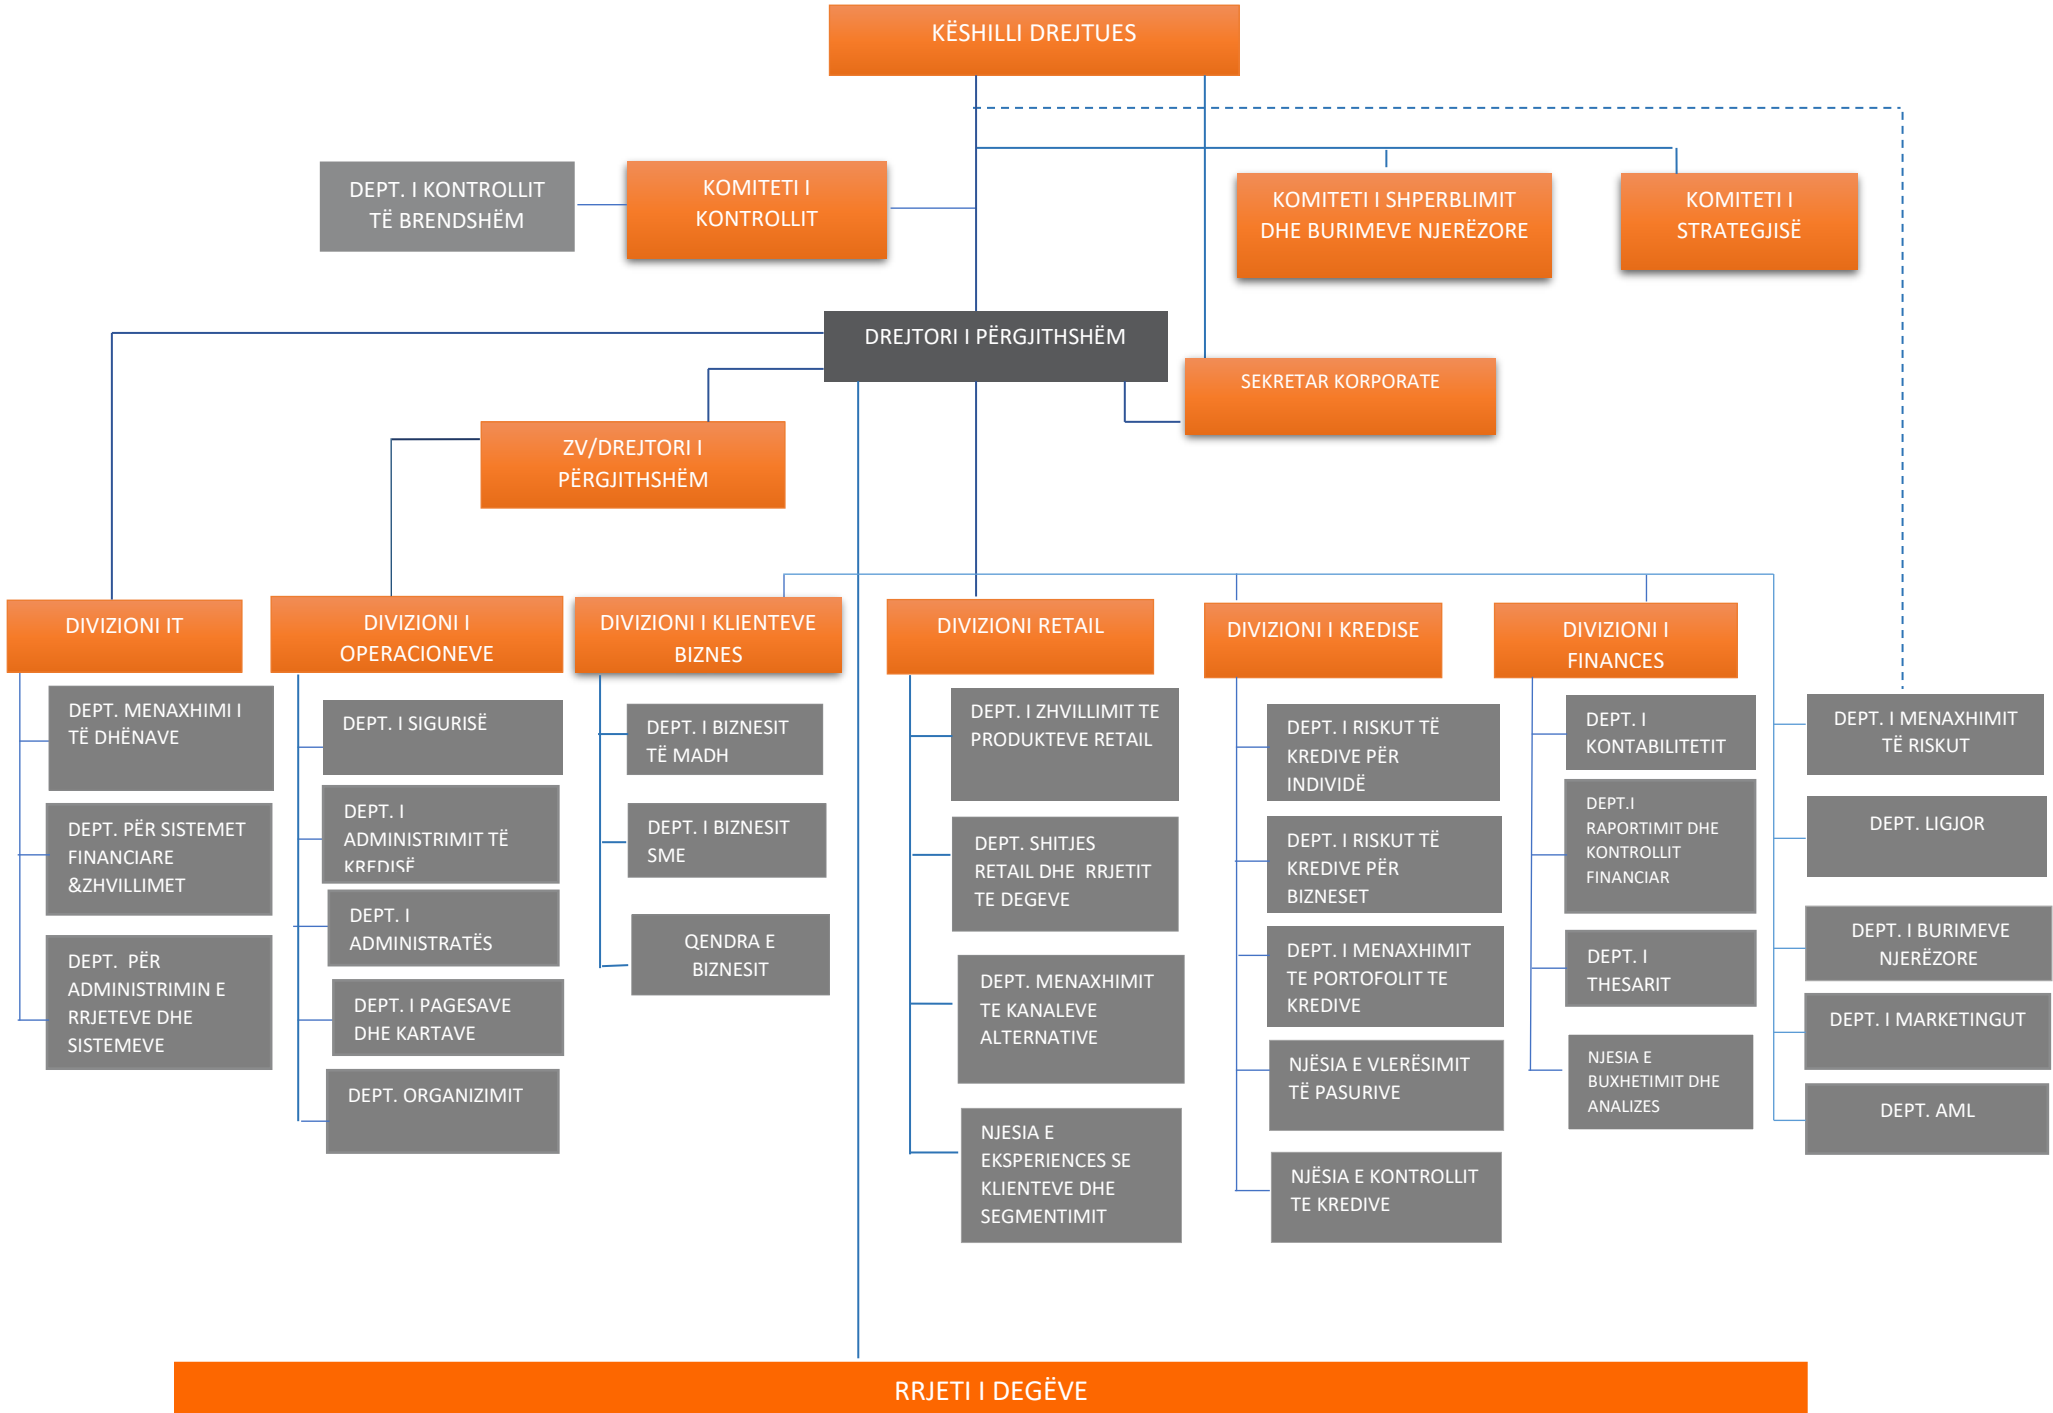 KËSHILLI DREJTUES
DEPT. I KONTROLLIT
TË BRENDSHËM
KOMITETI I
KONTROLLIT
KOMITETI I SHPERBLIMIT
DHE BURIMEVE NJERËZORE
KOMITETI I
STRATEGJISË
DREJTORI I PËRGJITHSHËM
SEKRETAR KORPORATE
ZV/DREJTORI I
PËRGJITHSHËM
DIVIZIONI IT
DEPT. MENAXHIMI I
TË DHËNAVE
DEPT. PËR SISTEMET
FINANCIARE
&ZHVILLIMET
DEPT.  PËR
ADMINISTRIMIN E
RRJETEVE DHE
SISTEMEVE
DIVIZIONI I
OPERACIONEVE
DEPT. I SIGURISË
DEPT. I
ADMINISTRIMIT TË
KREDISË
DEPT. I
ADMINISTRATËS
DEPT. I PAGESAVE
DHE KARTAVE
DEPT. ORGANIZIMIT
DIVIZIONI I KLIENTEVE
BIZNES
DEPT. I BIZNESIT
TË MADH
DEPT. I BIZNESIT
SME
QENDRA E
BIZNESIT
DIVIZIONI RETAIL
DEPT. I ZHVILLIMIT TE
PRODUKTEVE RETAIL
DEPT. SHITJES
RETAIL DHE  RRJETIT
TE DEGEVE
DEPT. MENAXHIMIT
TE KANALEVE
ALTERNATIVE
NJESIA E
EKSPERIENCES SE
KLIENTEVE DHE
SEGMENTIMIT
DIVIZIONI I KREDISE
DEPT. I RISKUT TË
KREDIVE PËR
INDIVIDË
DEPT. I RISKUT TË
KREDIVE PËR
BIZNESET
DEPT. I MENAXHIMIT
TE PORTOFOLIT TE
KREDIVE
NJËSIA E VLERËSIMIT
TË PASURIVE
NJËSIA E KONTROLLIT
TE KREDIVE
DIVIZIONI I
FINANCES
DEPT. I
KONTABILITETIT
DEPT.I
RAPORTIMIT DHE
KONTROLLIT
FINANCIAR
DEPT. I
THESARIT
NJESIA E
BUXHETIMIT DHE
ANALIZES
DEPT. I MENAXHIMIT
TË RISKUT
DEPT. LIGJOR
DEPT. I BURIMEVE
NJERËZORE
DEPT. I MARKETINGUT
DEPT. AML
RRJETI I DEGËVE